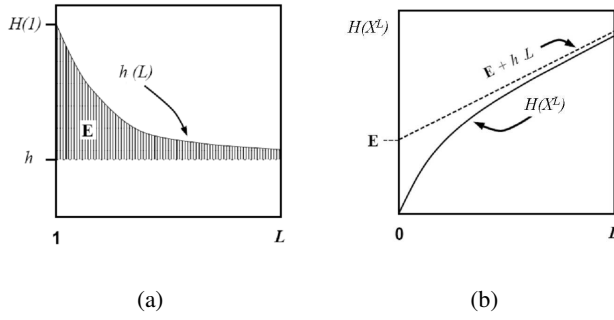 H(1)
h (L)
E
h
1
L
(a)
H(X^L)
E + h L
H(X^L)
E
0
L
(b)